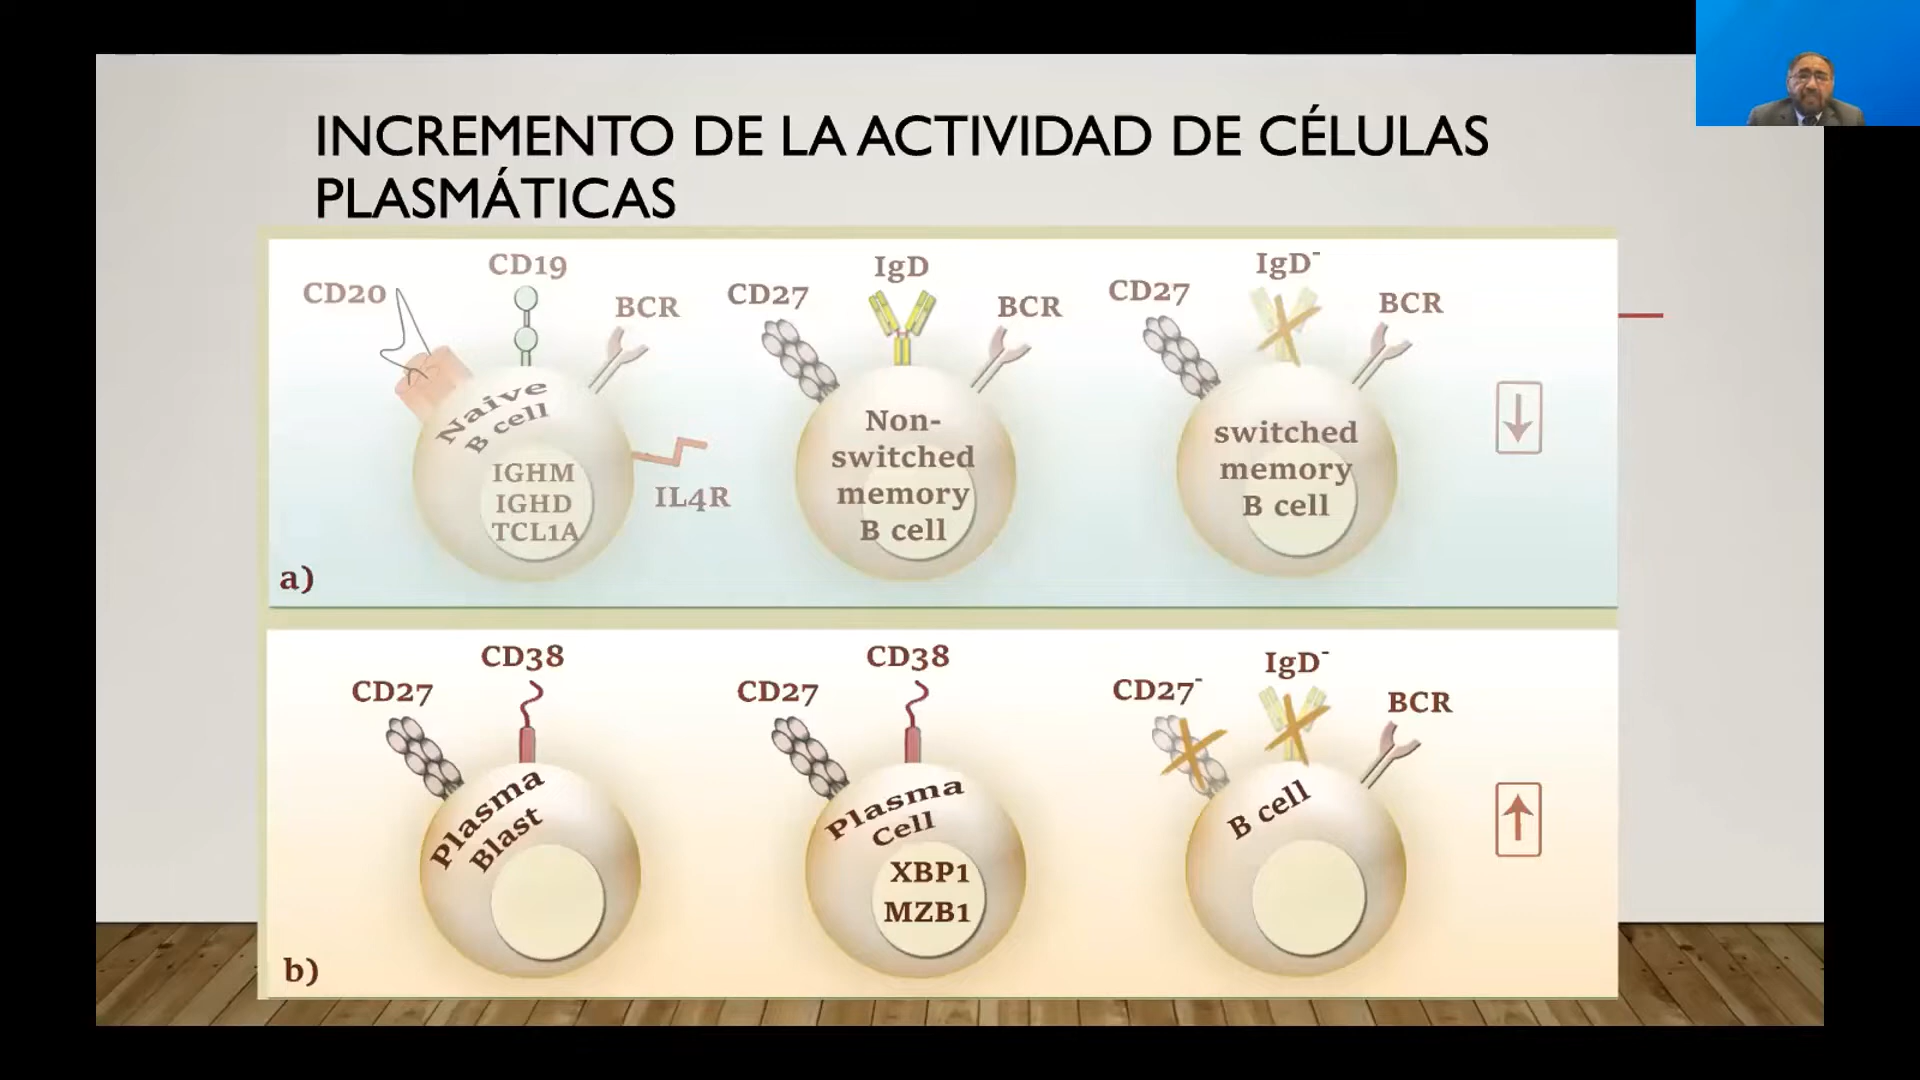 INCREMENTO DE LA ACTIVIDAD DE CÉLULAS
PLASMÁTICAS
CD20
CD19
BCR
Naive
B cell
IGHM
IGHD
TCL1A
IL4R
CD27
IgD
BCR
Non-
switched
memory
B cell
CD27
IgD⁻
BCR
switched
memory
B cell
a)
CD27
CD38
Plasma
Blast
CD27
CD38
Plasma
Cell
XBP1
MZB1
CD27⁻
IgD⁻
BCR
B cell
b)